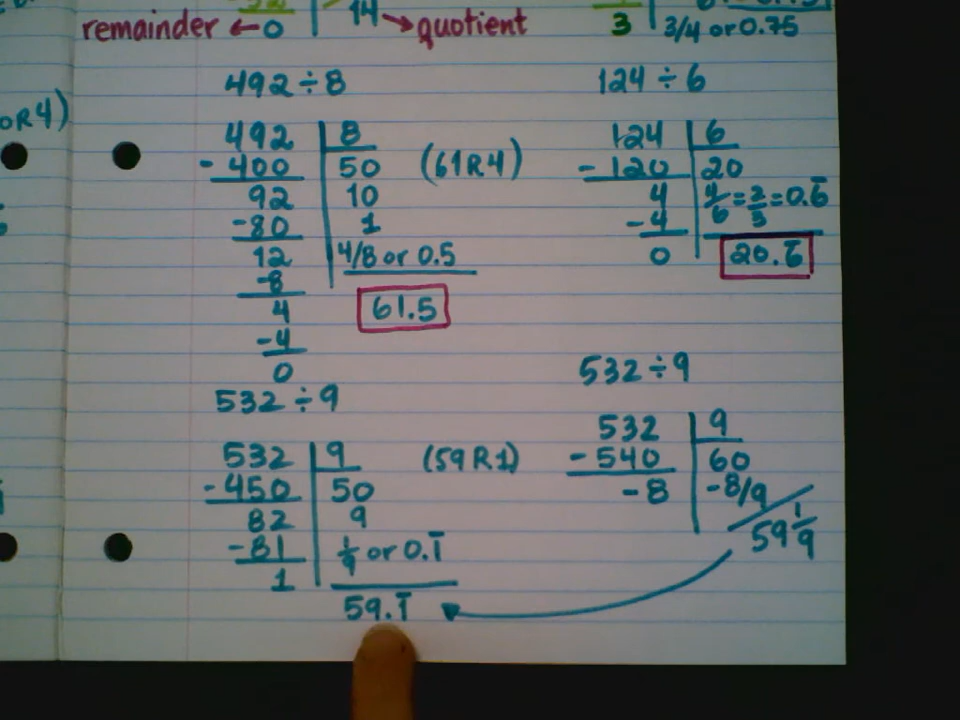 14 → quotient
remainder ← 0
3
3/4 or 0.75
492 ÷ 8
492 | 8
- 400 | 50 (61R4)
92 | 10
-80 | 1
12 | 4/8 or 0.5
-8
61.5
4
-4
0
124 ÷ 6
124 | 6
- 120 | 20
4 | 4/6 = 2/3 = 0.6̅
-4
0 | 20.6̅
OR4)
532 ÷ 9
532 | 9 (59 R1)
- 450 | 50
82 | 9
-81 | 1/9 or 0.1̅
1
59.1̅
532 ÷ 9
532 | 9
- 540 | 60
-8 | -8/9
59 1/9